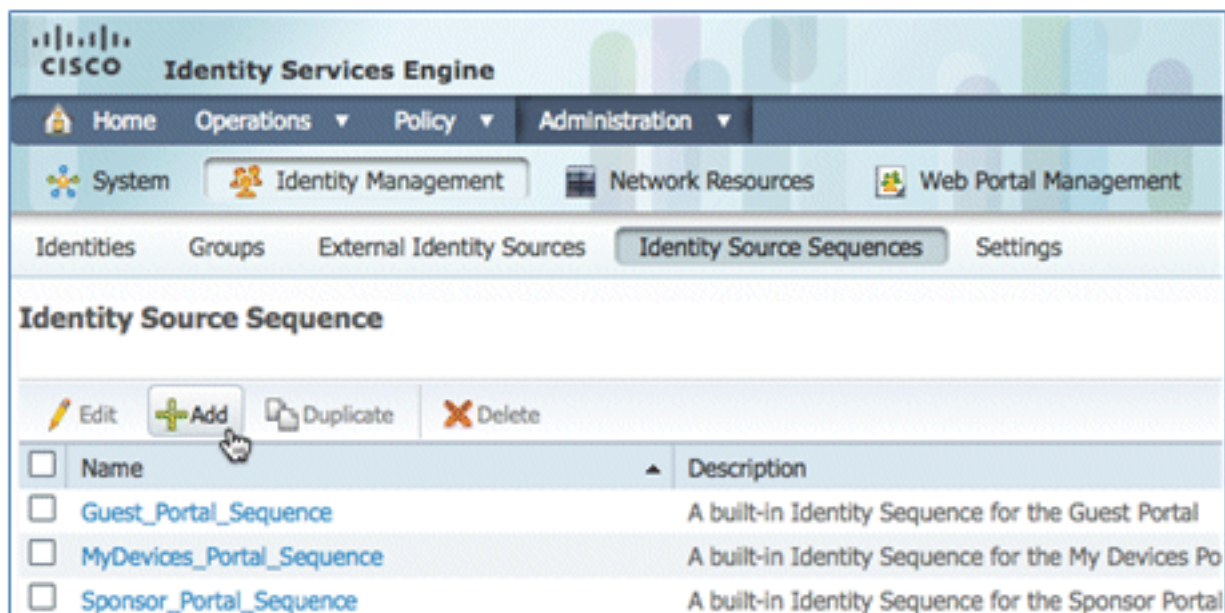 CISCO Identity Services Engine
Home Operations Policy Administration
System Identity Management Network Resources Web Portal Management
Identities Groups External Identity Sources Identity Source Sequences Settings
Identity Source Sequence
Edit Add Duplicate Delete
Name Description
Guest_Portal_Sequence A built-in Identity Sequence for the Guest Portal
MyDevices_Portal_Sequence A built-in Identity Sequence for the My Devices Po
Sponsor_Portal_Sequence A built-in Identity Sequence for the Sponsor Portal